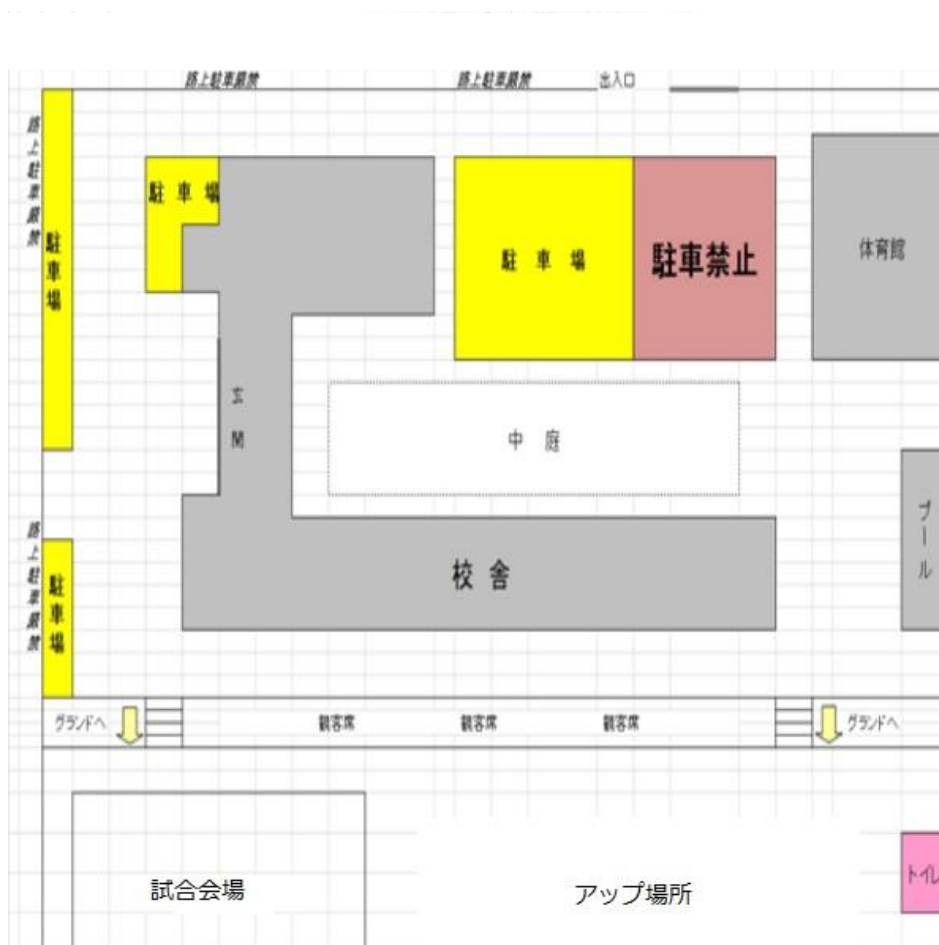 路上駐車厳禁
路上駐車厳禁
出入口
路上駐車厳禁
駐車場
駐車場
駐車場
駐車禁止
体育館
玄関
中庭
プール
路上駐車厳禁
駐車場
校舎
グランドへ
観客席
観客席
観客席
グランドへ
試合会場
アップ場所
トイレ